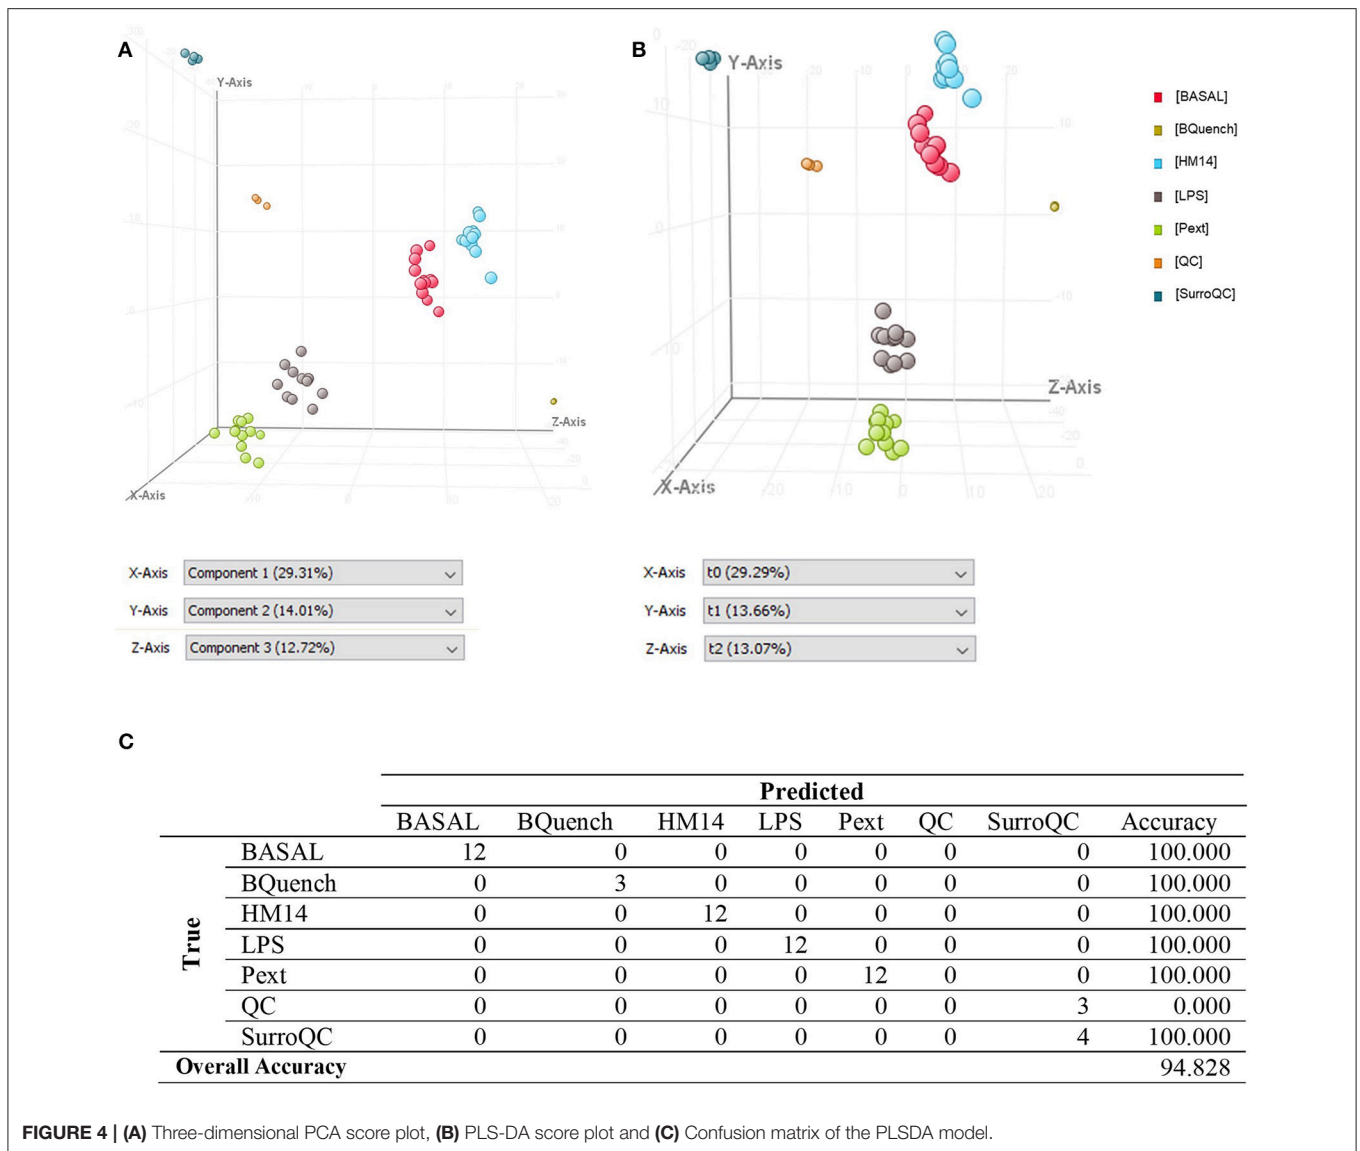 A
B
Y-Axis
Z-Axis
X-Axis
Y-Axis
Z-Axis
X-Axis
[BASAL]
[BQuench]
[HM14]
[LPS]
[Pext]
[QC]
[SurroQC]
X-Axis Component 1 (29.31%)
Y-Axis Component 2 (14.01%)
Z-Axis Component 3 (12.72%)
X-Axis t0 (29.29%)
Y-Axis t1 (13.66%)
Z-Axis t2 (13.07%)
C
Predicted
BASAL BQuench HM14 LPS Pext QC SurroQC Accuracy
True
BASAL 12 0 0 0 0 0 0 100.000
BQuench 0 3 0 0 0 0 0 100.000
HM14 0 0 12 0 0 0 0 100.000
LPS 0 0 0 12 0 0 0 100.000
Pext 0 0 0 0 12 0 0 100.000
QC 0 0 0 0 0 0 3 0.000
SurroQC 0 0 0 0 0 0 4 100.000
Overall Accuracy 94.828
FIGURE 4 | (A) Three-dimensional PCA score plot, (B) PLS-DA score plot and (C) Confusion matrix of the PLSDA model.